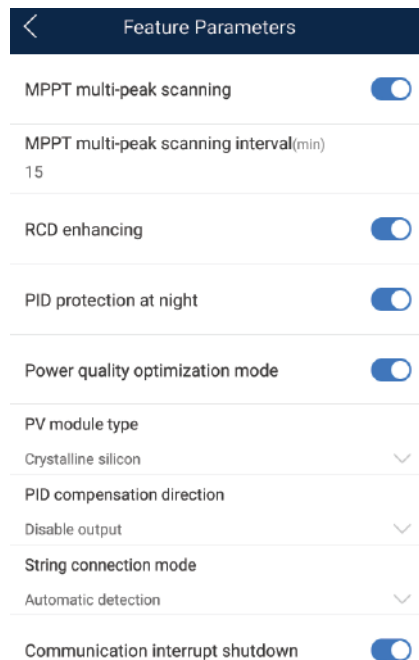 Feature Parameters
MPPT multi-peak scanning
MPPT multi-peak scanning interval(min)
15
RCD enhancing
PID protection at night
Power quality optimization mode
PV module type
Crystalline silicon
PID compensation direction
Disable output
String connection mode
Automatic detection
Communication interrupt shutdown